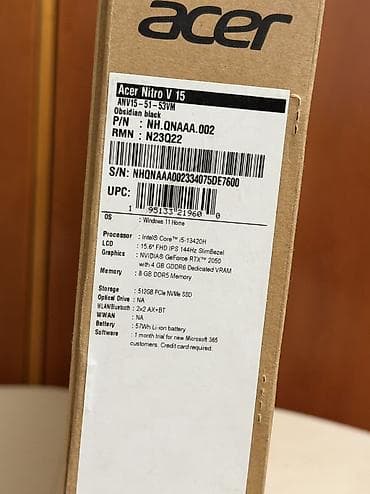 acer
Acer Nitro V 15
ANV15-51-53VM
Obsidian black
P/N : NH.QNAAA.002
RMN : N23Q22
S/N: NHQNAAA002334075DE7600
UPC:
1 95133 21960 0
OS : Windows 11 Home
Processor : Intel® Core™ i5-13420H
LCD : 15.6" FHD IPS 144Hz SlimBezel
Graphics : NVIDIA® GeForce RTX™ 2050
with 4 GB GDDR6 Dedicated VRAM
Memory : 8 GB DDR5 Memory
Storage : 512GB PCIe NVMe SSD
Optical Drive : NA
WLAN/Bluetooth : 2x2 AX+BT
WWAN : NA
Battery : 57Wh Li-ion battery
Software : 1 month trial for new Microsoft 365
customers. Credit card required.